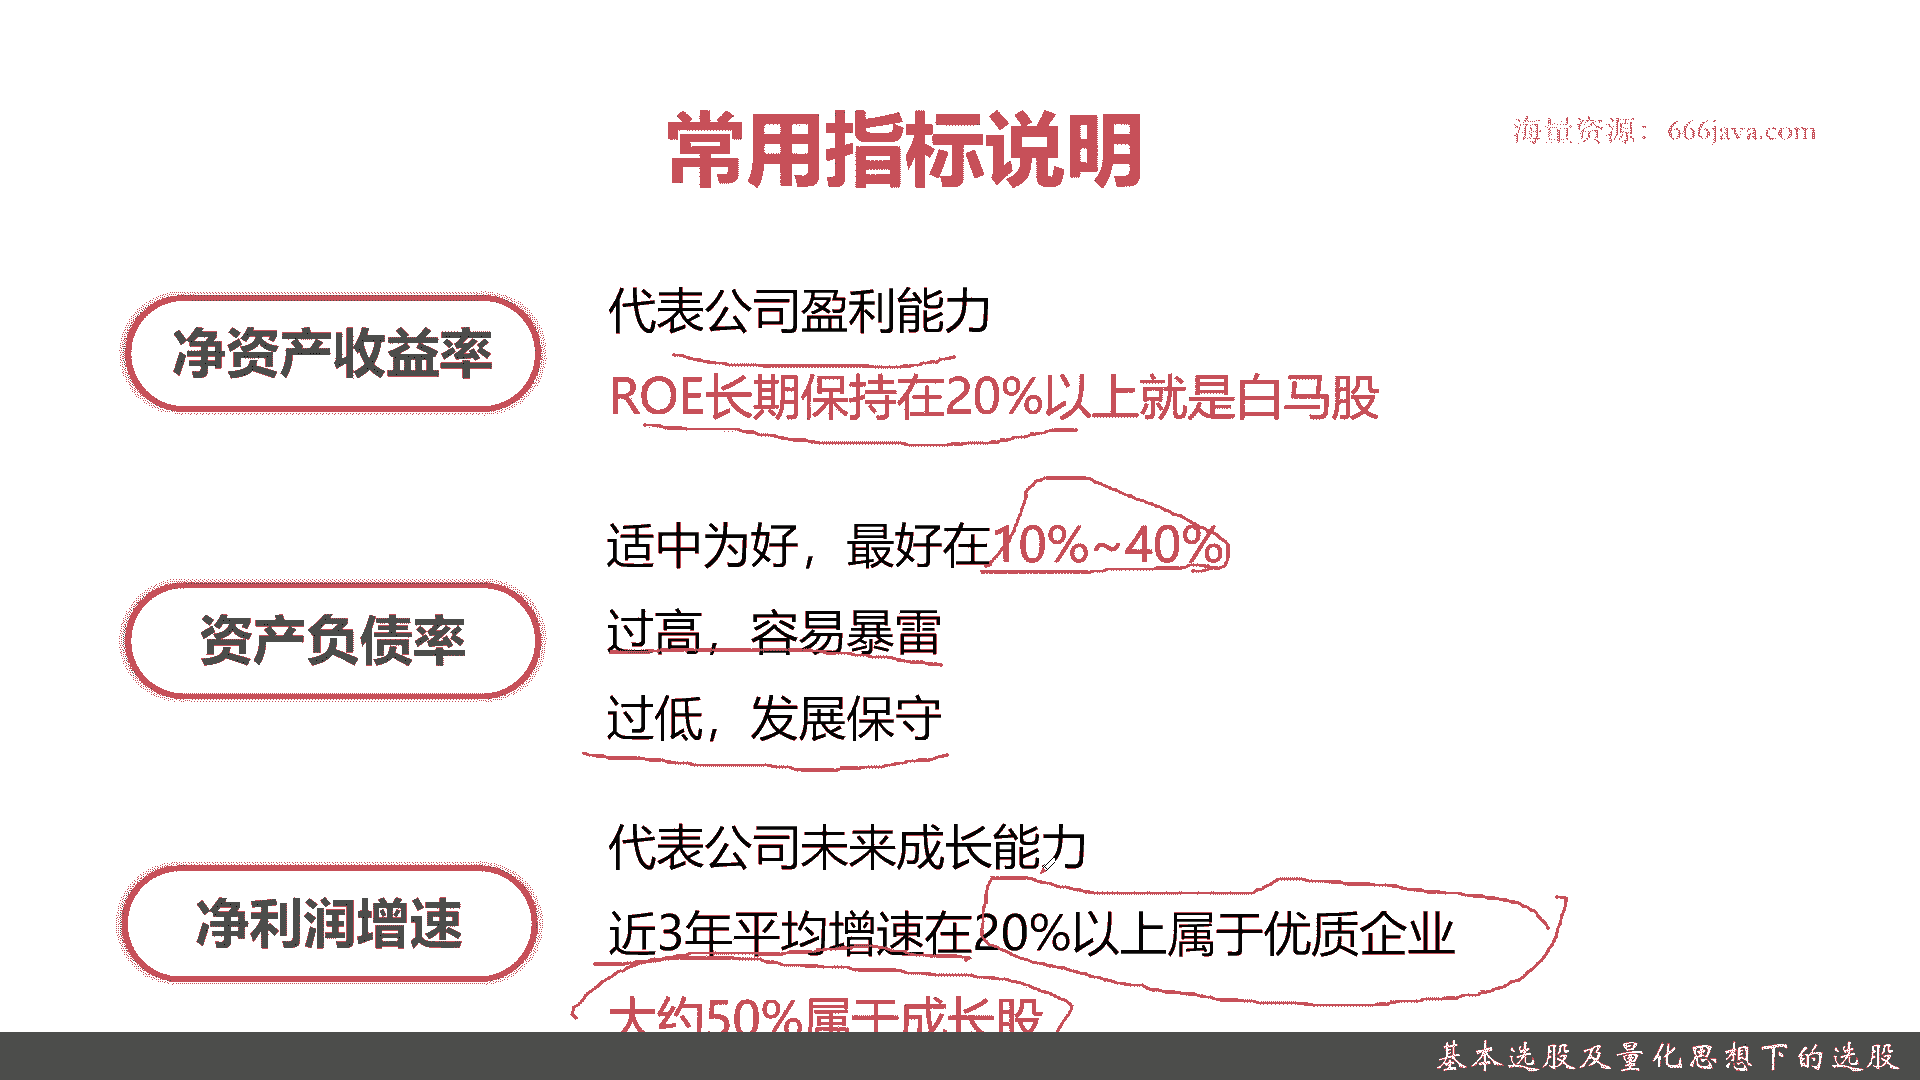 常用指标说明
海量资源：666java.com
净资产收益率
代表公司盈利能力
ROE长期保持在20%以上就是白马股
资产负债率
适中为好，最好在10%~40%
过高，容易暴雷
过低，发展保守
净利润增速
代表公司未来成长能力
近3年平均增速在20%以上属于优质企业
大约50%属于成长股
基本选股及量化思想下的选股